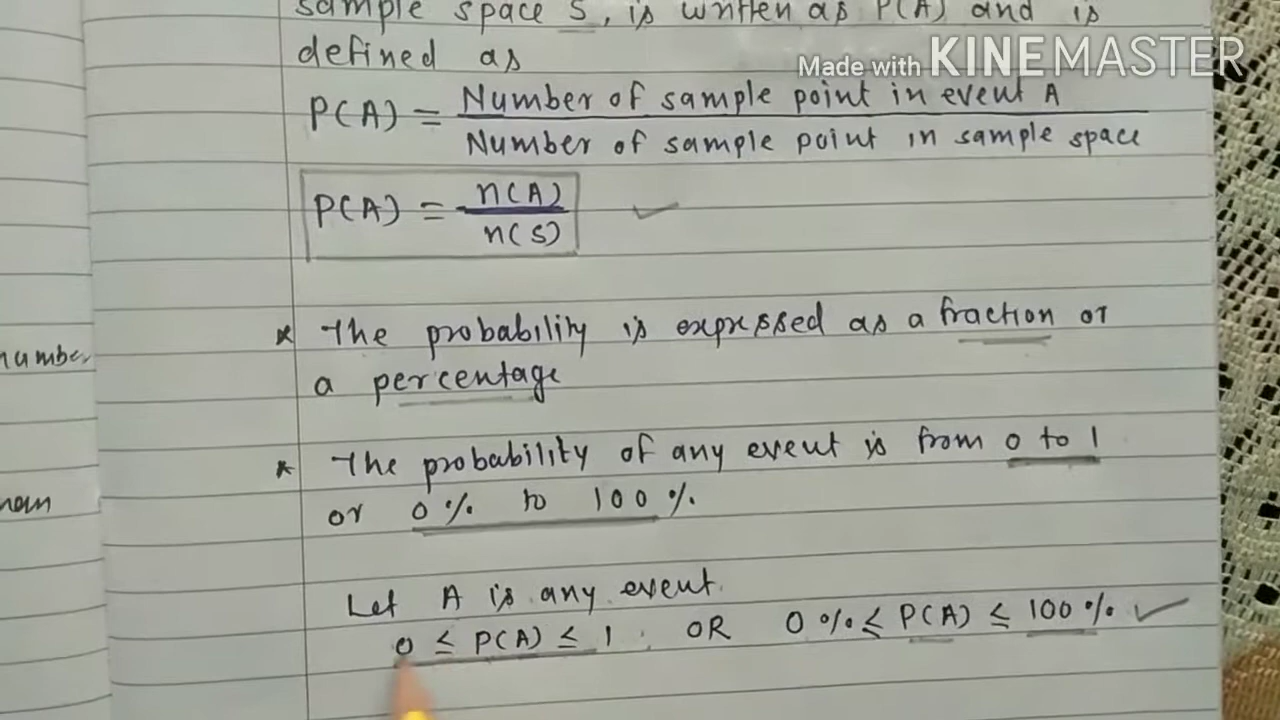 sample space S, is written as P(A) and is
defined as
Made with KINEMASTER
P(A) = Number of sample point in event A
Number of sample point in sample space
P(A) = n(A)
n(S)
* The probability is expressed as a fraction or
a percentage
number
* The probability of any event is from 0 to 1
or 0% to 100%.
Let A is any event.
0 ≤ P(A) ≤ 1. OR 0% ≤ P(A) ≤ 100%